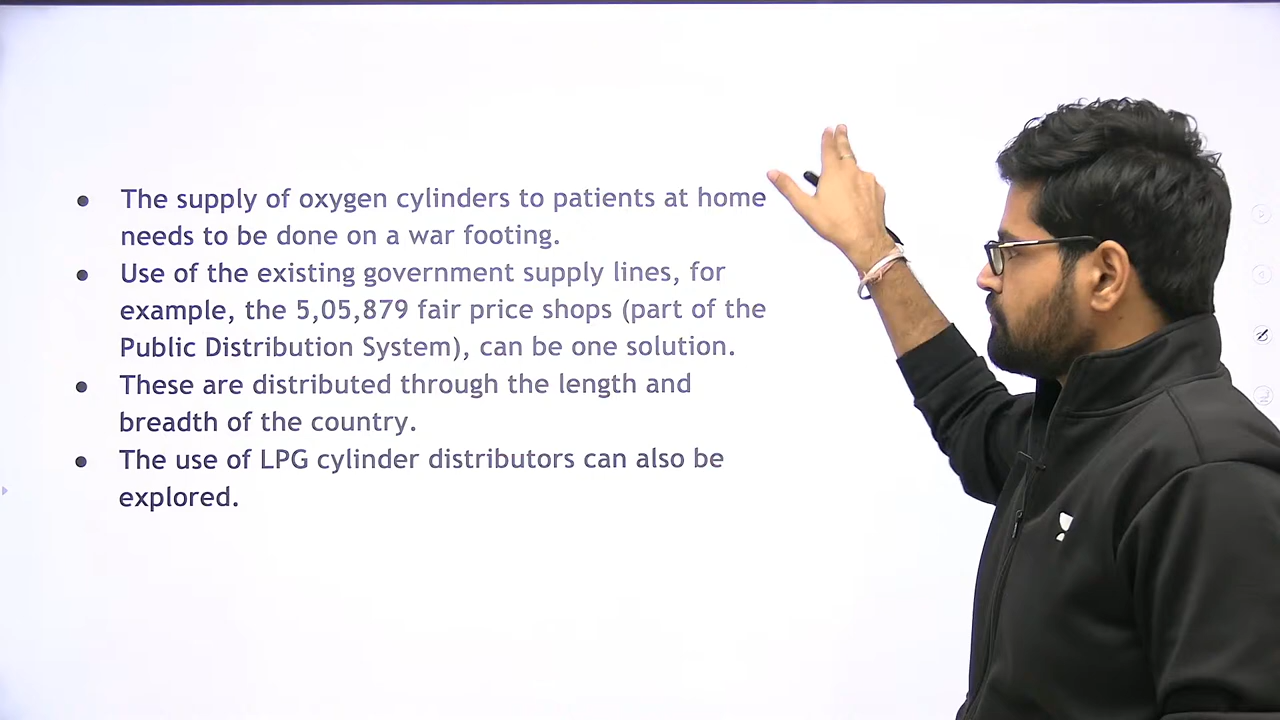 ● The supply of oxygen cylinders to patients at home
needs to be done on a war footing.
● Use of the existing government supply lines, for
example, the 5,05,879 fair price shops (part of the
Public Distribution System), can be one solution.
● These are distributed through the length and
breadth of the country.
● The use of LPG cylinder distributors can also be
explored.